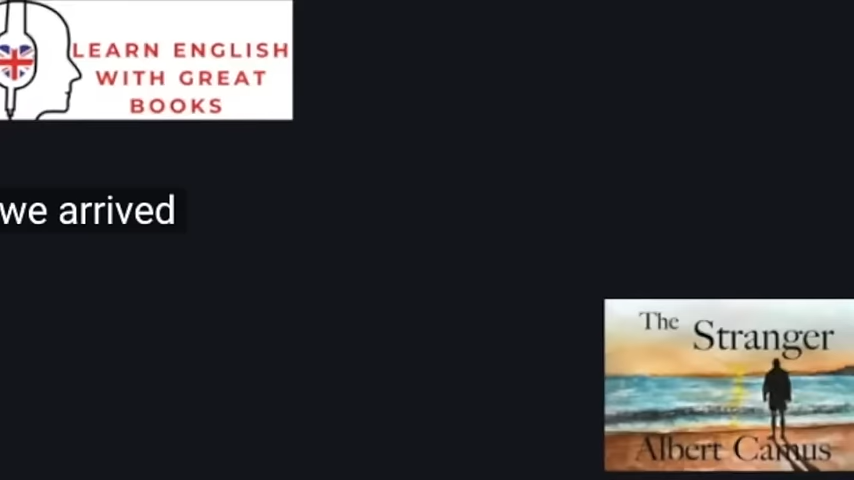 LEARN ENGLISH
WITH GREAT
BOOKS
we arrived
The Stranger
Albert Camus